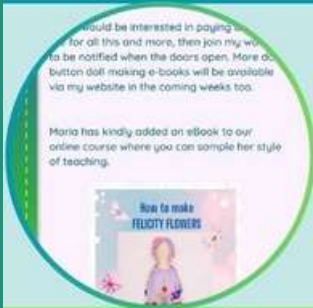 would be interested in paying
for all this and more, then join my
to be notified when the doors open. More
button doll making e-books will be available
via my website in the coming weeks too.
Maria has kindly added an eBook to our
online course where you can sample her style
of teaching.
How to make
FELICITY FLOWERS